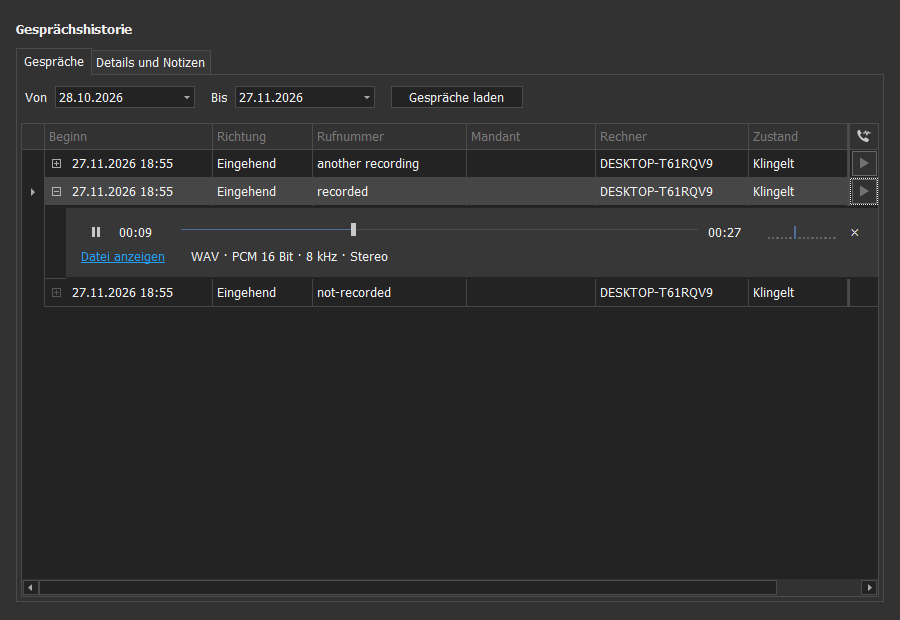 Gesprächshistorie
Gespräche Details und Notizen
Von 28.10.2026 Bis 27.11.2026 Gespräche laden
Beginn Richtung Rufnummer Mandant Rechner Zustand
27.11.2026 18:55 Eingehend another recording DESKTOP-T61RQV9 Klingelt
27.11.2026 18:55 Eingehend recorded DESKTOP-T61RQV9 Klingelt
00:09 00:27
Datei anzeigen WAV · PCM 16 Bit · 8 kHz · Stereo
27.11.2026 18:55 Eingehend not-recorded DESKTOP-T61RQV9 Klingelt